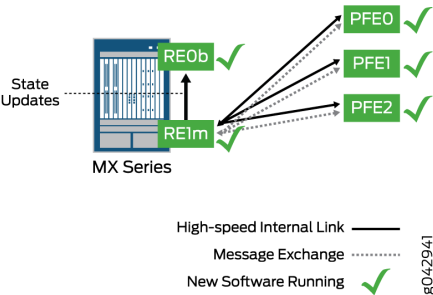 PFE0
RE0b
PFE1
State
Updates
PFE2
RE1m
MX Series
High-speed Internal Link
Message Exchange
New Software Running
g042941